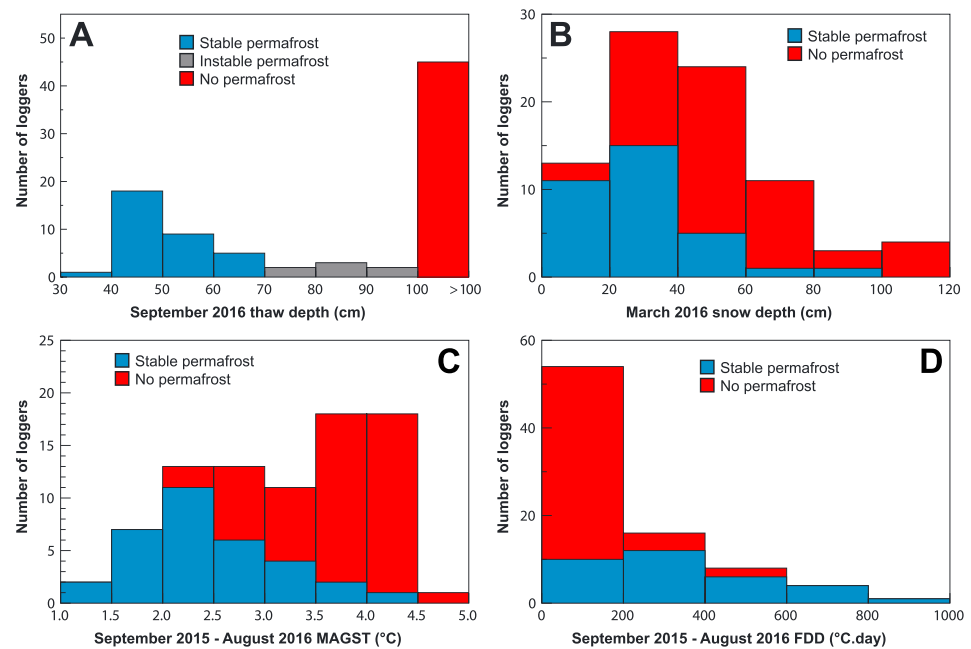 A
Stable permafrost
Instable permafrost
No permafrost
Number of loggers
50
40
30
20
10
0
30 40 50 60 70 80 90 100 >100
September 2016 thaw depth (cm)
B
Stable permafrost
No permafrost
Number of loggers
30
20
10
0
0 20 40 60 80 100 120
March 2016 snow depth (cm)
C
Stable permafrost
No permafrost
Number of loggers
25
20
15
10
5
0
1.0 1.5 2.0 2.5 3.0 3.5 4.0 4.5 5.0
September 2015 - August 2016 MAGST (°C)
D
Stable permafrost
No permafrost
Number of loggers
60
40
20
0
0 200 400 600 800 1000
September 2015 - August 2016 FDD (°C.day)